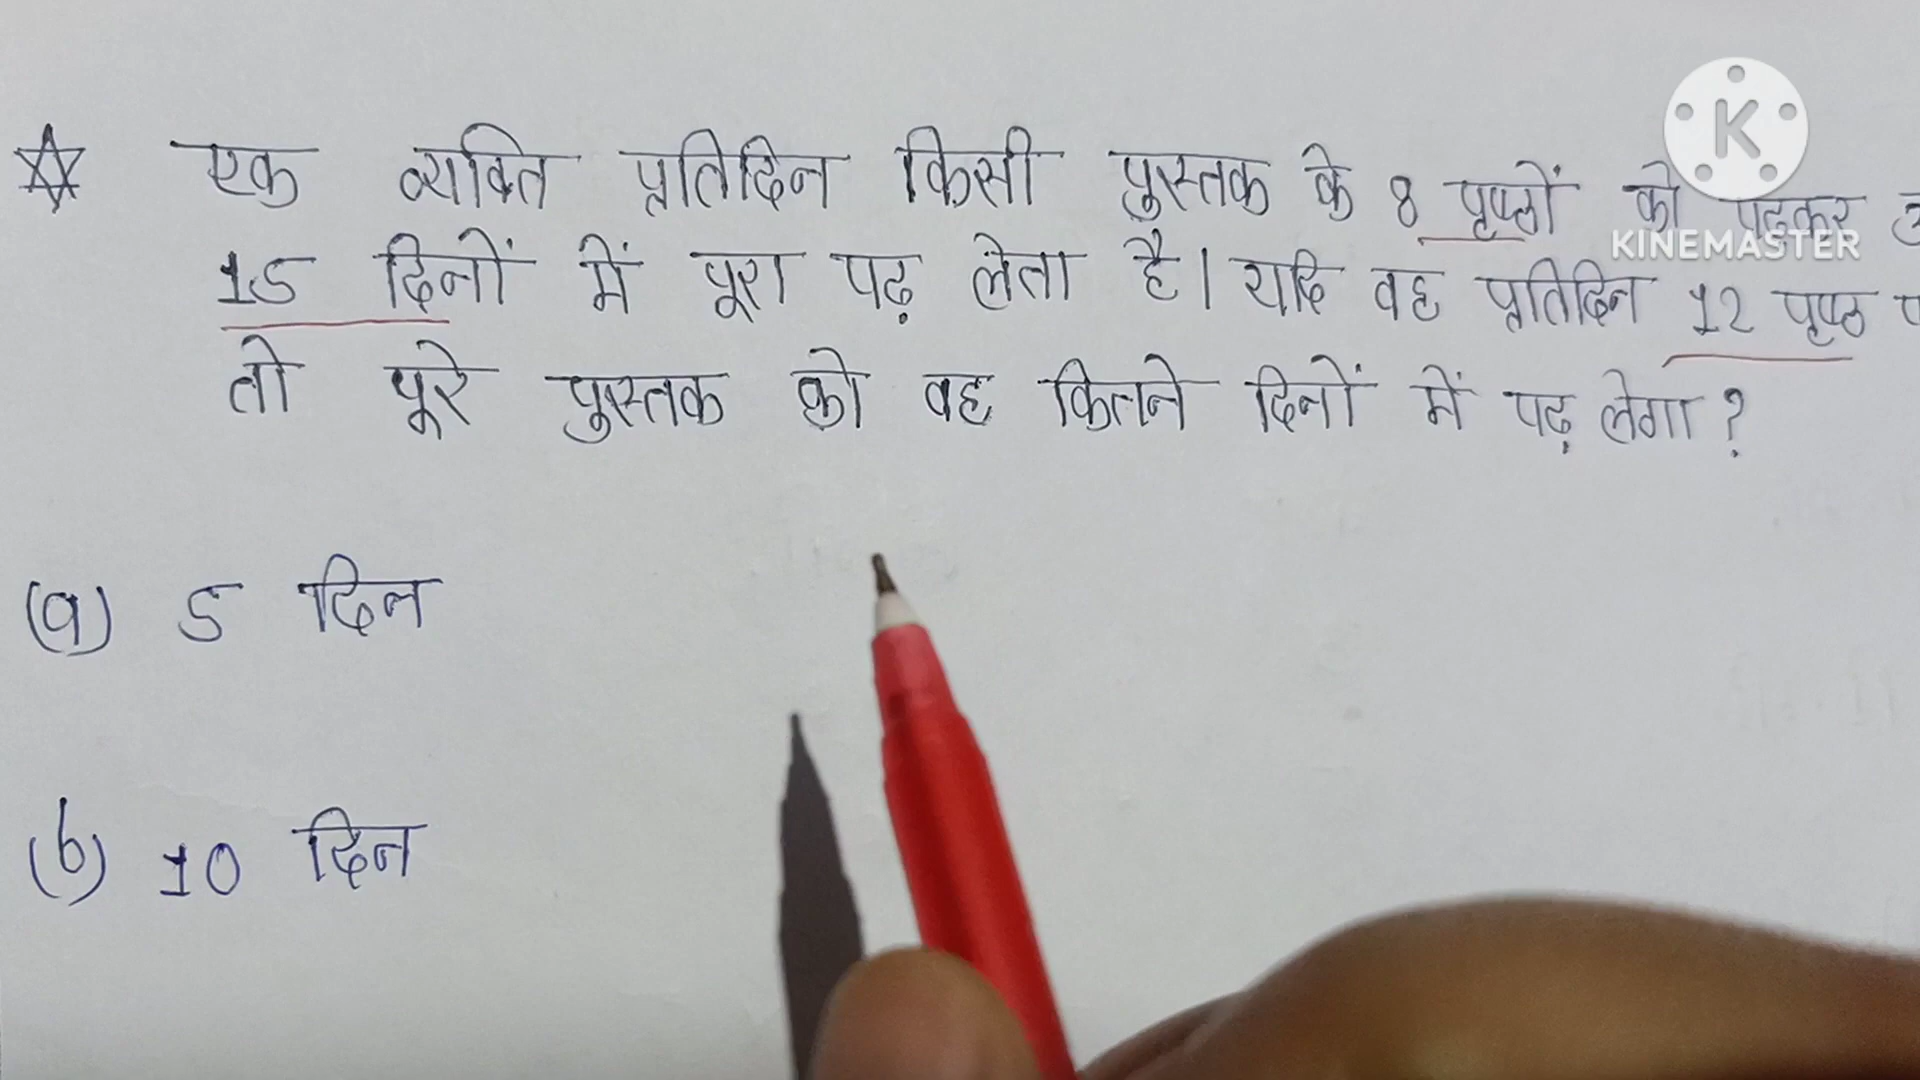 एक व्यक्ति प्रतिदिन किसी पुस्तक के 8 पृष्ठों को पढ़कर
15 दिनों में पूरा पढ़ लेता है। यदि वह प्रतिदिन 12 पृष्ठ
तो पूरे पुस्तक को वह कितने दिनों में पढ़ लेगा?
(a) 5 दिन
(b) 10 दिन
K
KINEMASTER